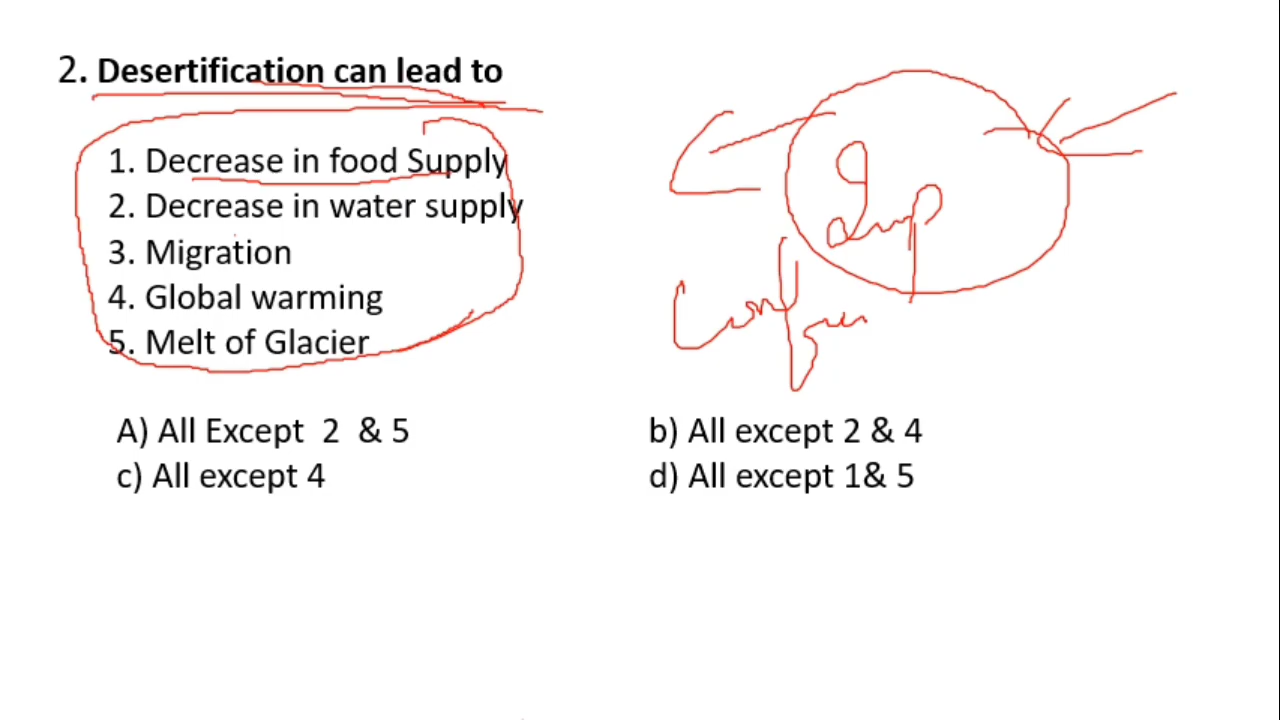 2. Desertification can lead to
1. Decrease in food Supply
2. Decrease in water supply
3. Migration
4. Global warming
5. Melt of Glacier
A) All Except 2 & 5
b) All except 2 & 4
c) All except 4
d) All except 1& 5